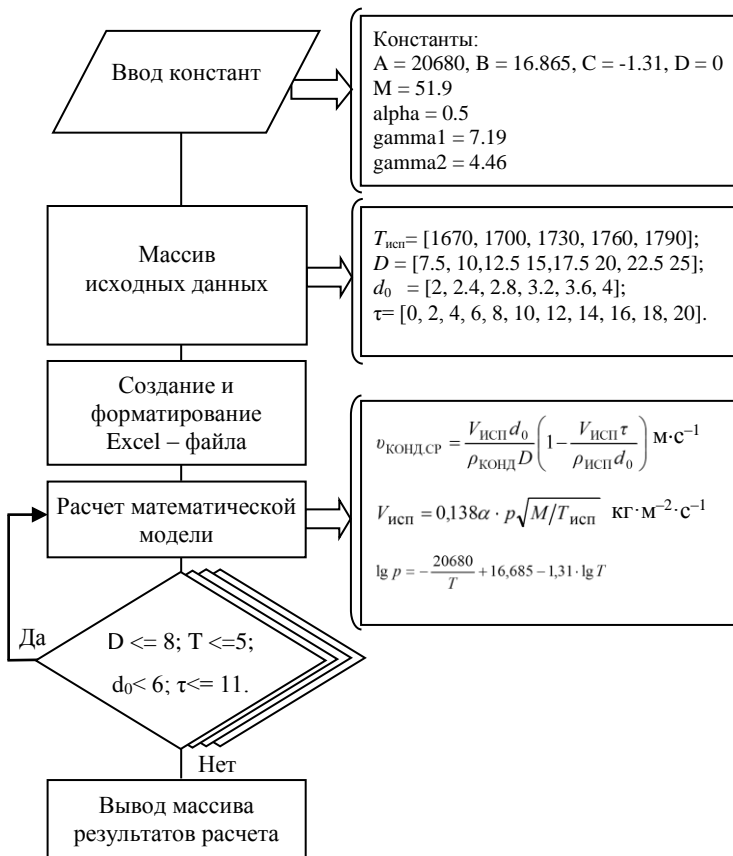 Ввод констант
Константы:
A = 20680, B = 16.865, C = -1.31, D = 0
M = 51.9
alpha = 0.5
gamma1 = 7.19
gamma2 = 4.46
Массив
исходных данных
Tисп= [1670, 1700, 1730, 1760, 1790];
D = [7.5, 10,12.5 15,17.5 20, 22.5 25];
d0 = [2, 2.4, 2.8, 3.2, 3.6, 4];
τ= [0, 2, 4, 6, 8, 10, 12, 14, 16, 18, 20].
Создание и
форматирование
Excel – файла
Расчет математической
модели
υКОНД.СР = VИСП d0 / ρКОНД D (1 − VИСП τ / ρИСП d0) м·с⁻¹
Vисп = 0,138α · p√M/Tисп кг·м⁻²·с⁻¹
lg p = − 20680 / T + 16,685 − 1,31 · lg T
Да
D <= 8; T <=5;
d0< 6; τ<= 11.
Нет
Вывод массива
результатов расчета